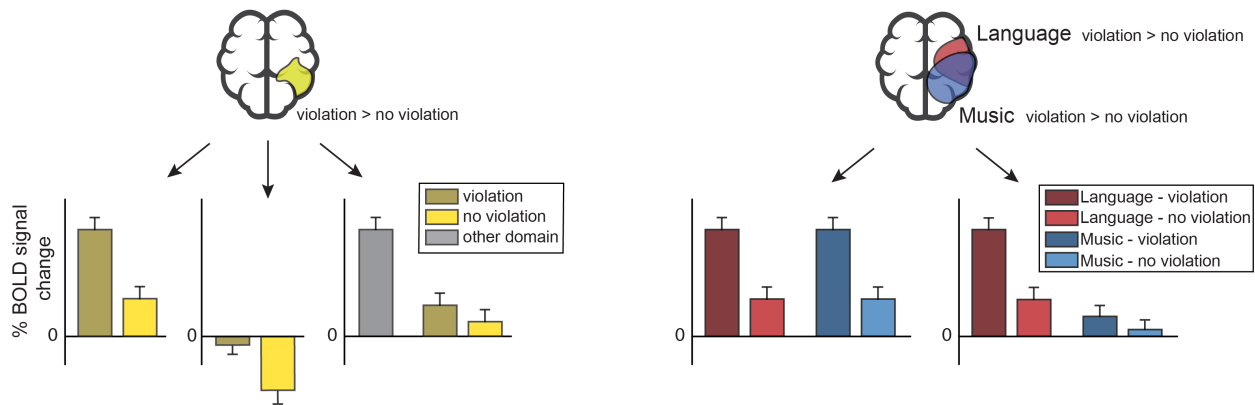 violation > no violation
% BOLD signal
change
0
0
0
violation
no violation
other domain
Language violation > no violation
Music violation > no violation
0
0
Language - violation
Language - no violation
Music - violation
Music - no violation